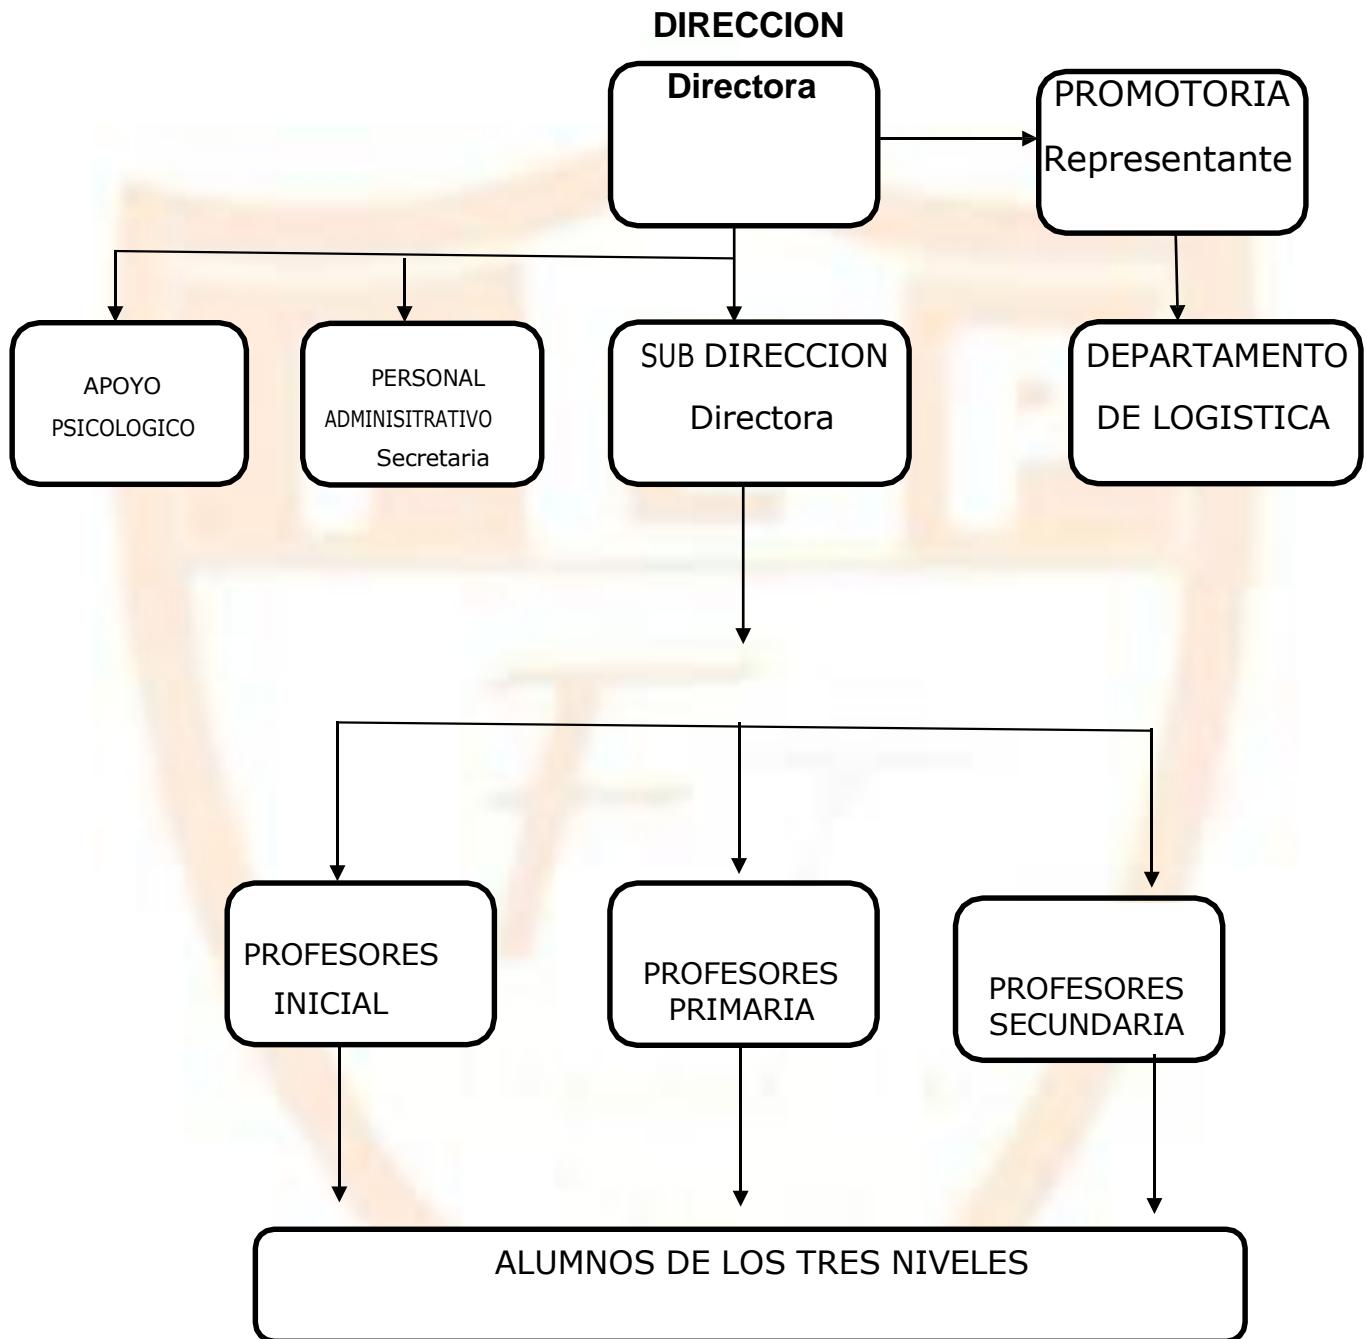 DIRECCION
Directora
PROMOTORIA
Representante
APOYO
PSICOLOGICO
PERSONAL
ADMINISITRATIVO
Secretaria
SUB DIRECCION
Directora
DEPARTAMENTO
DE LOGISTICA
PROFESORES
INICIAL
PROFESORES
PRIMARIA
PROFESORES
SECUNDARIA
ALUMNOS DE LOS TRES NIVELES